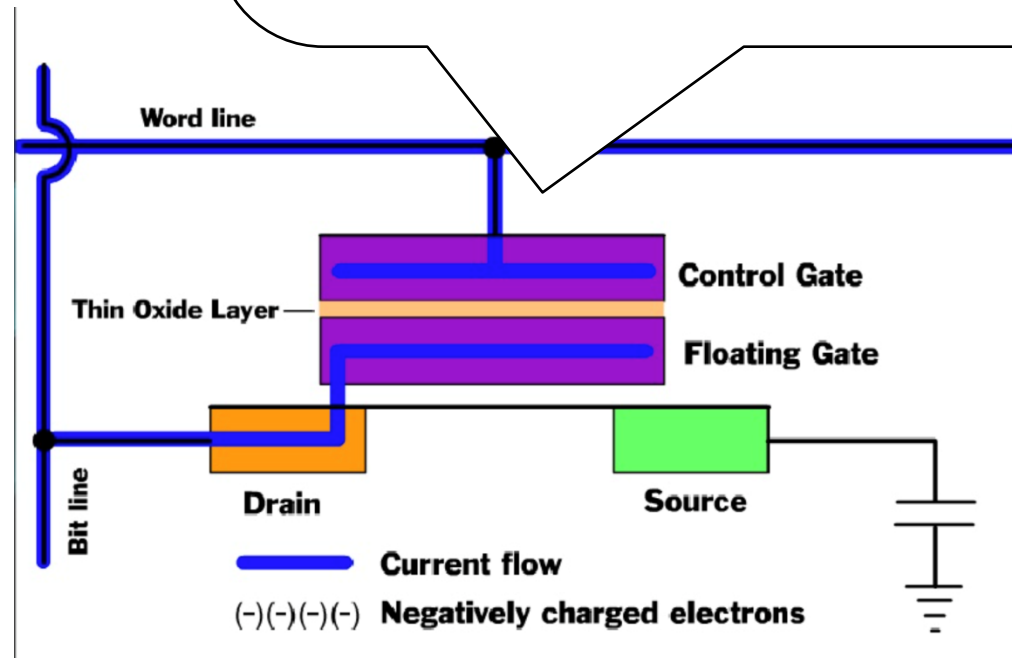 Word line
Control Gate
Thin Oxide Layer
Floating Gate
Drain
Source
Bit line
Current flow
(-)(-)(-)(-) Negatively charged electrons